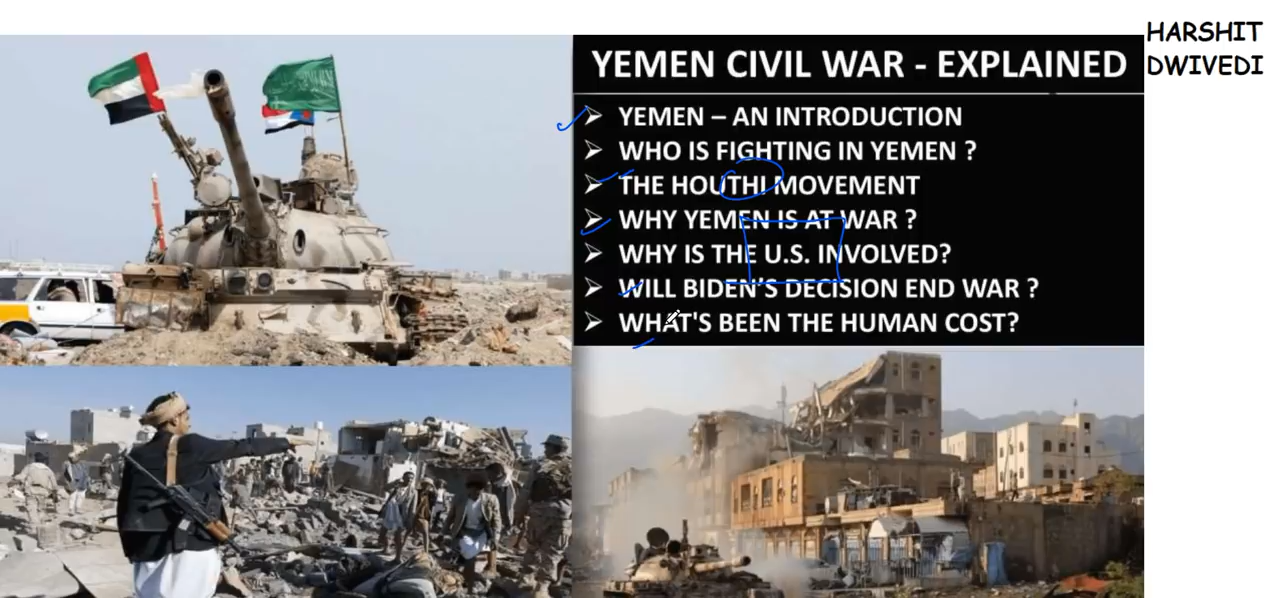 HARSHIT
DWIVEDI
YEMEN CIVIL WAR - EXPLAINED
YEMEN – AN INTRODUCTION
WHO IS FIGHTING IN YEMEN ?
THE HOUTHI MOVEMENT
WHY YEMEN IS AT WAR ?
WHY IS THE U.S. INVOLVED?
WILL BIDEN'S DECISION END WAR ?
WHAT'S BEEN THE HUMAN COST?